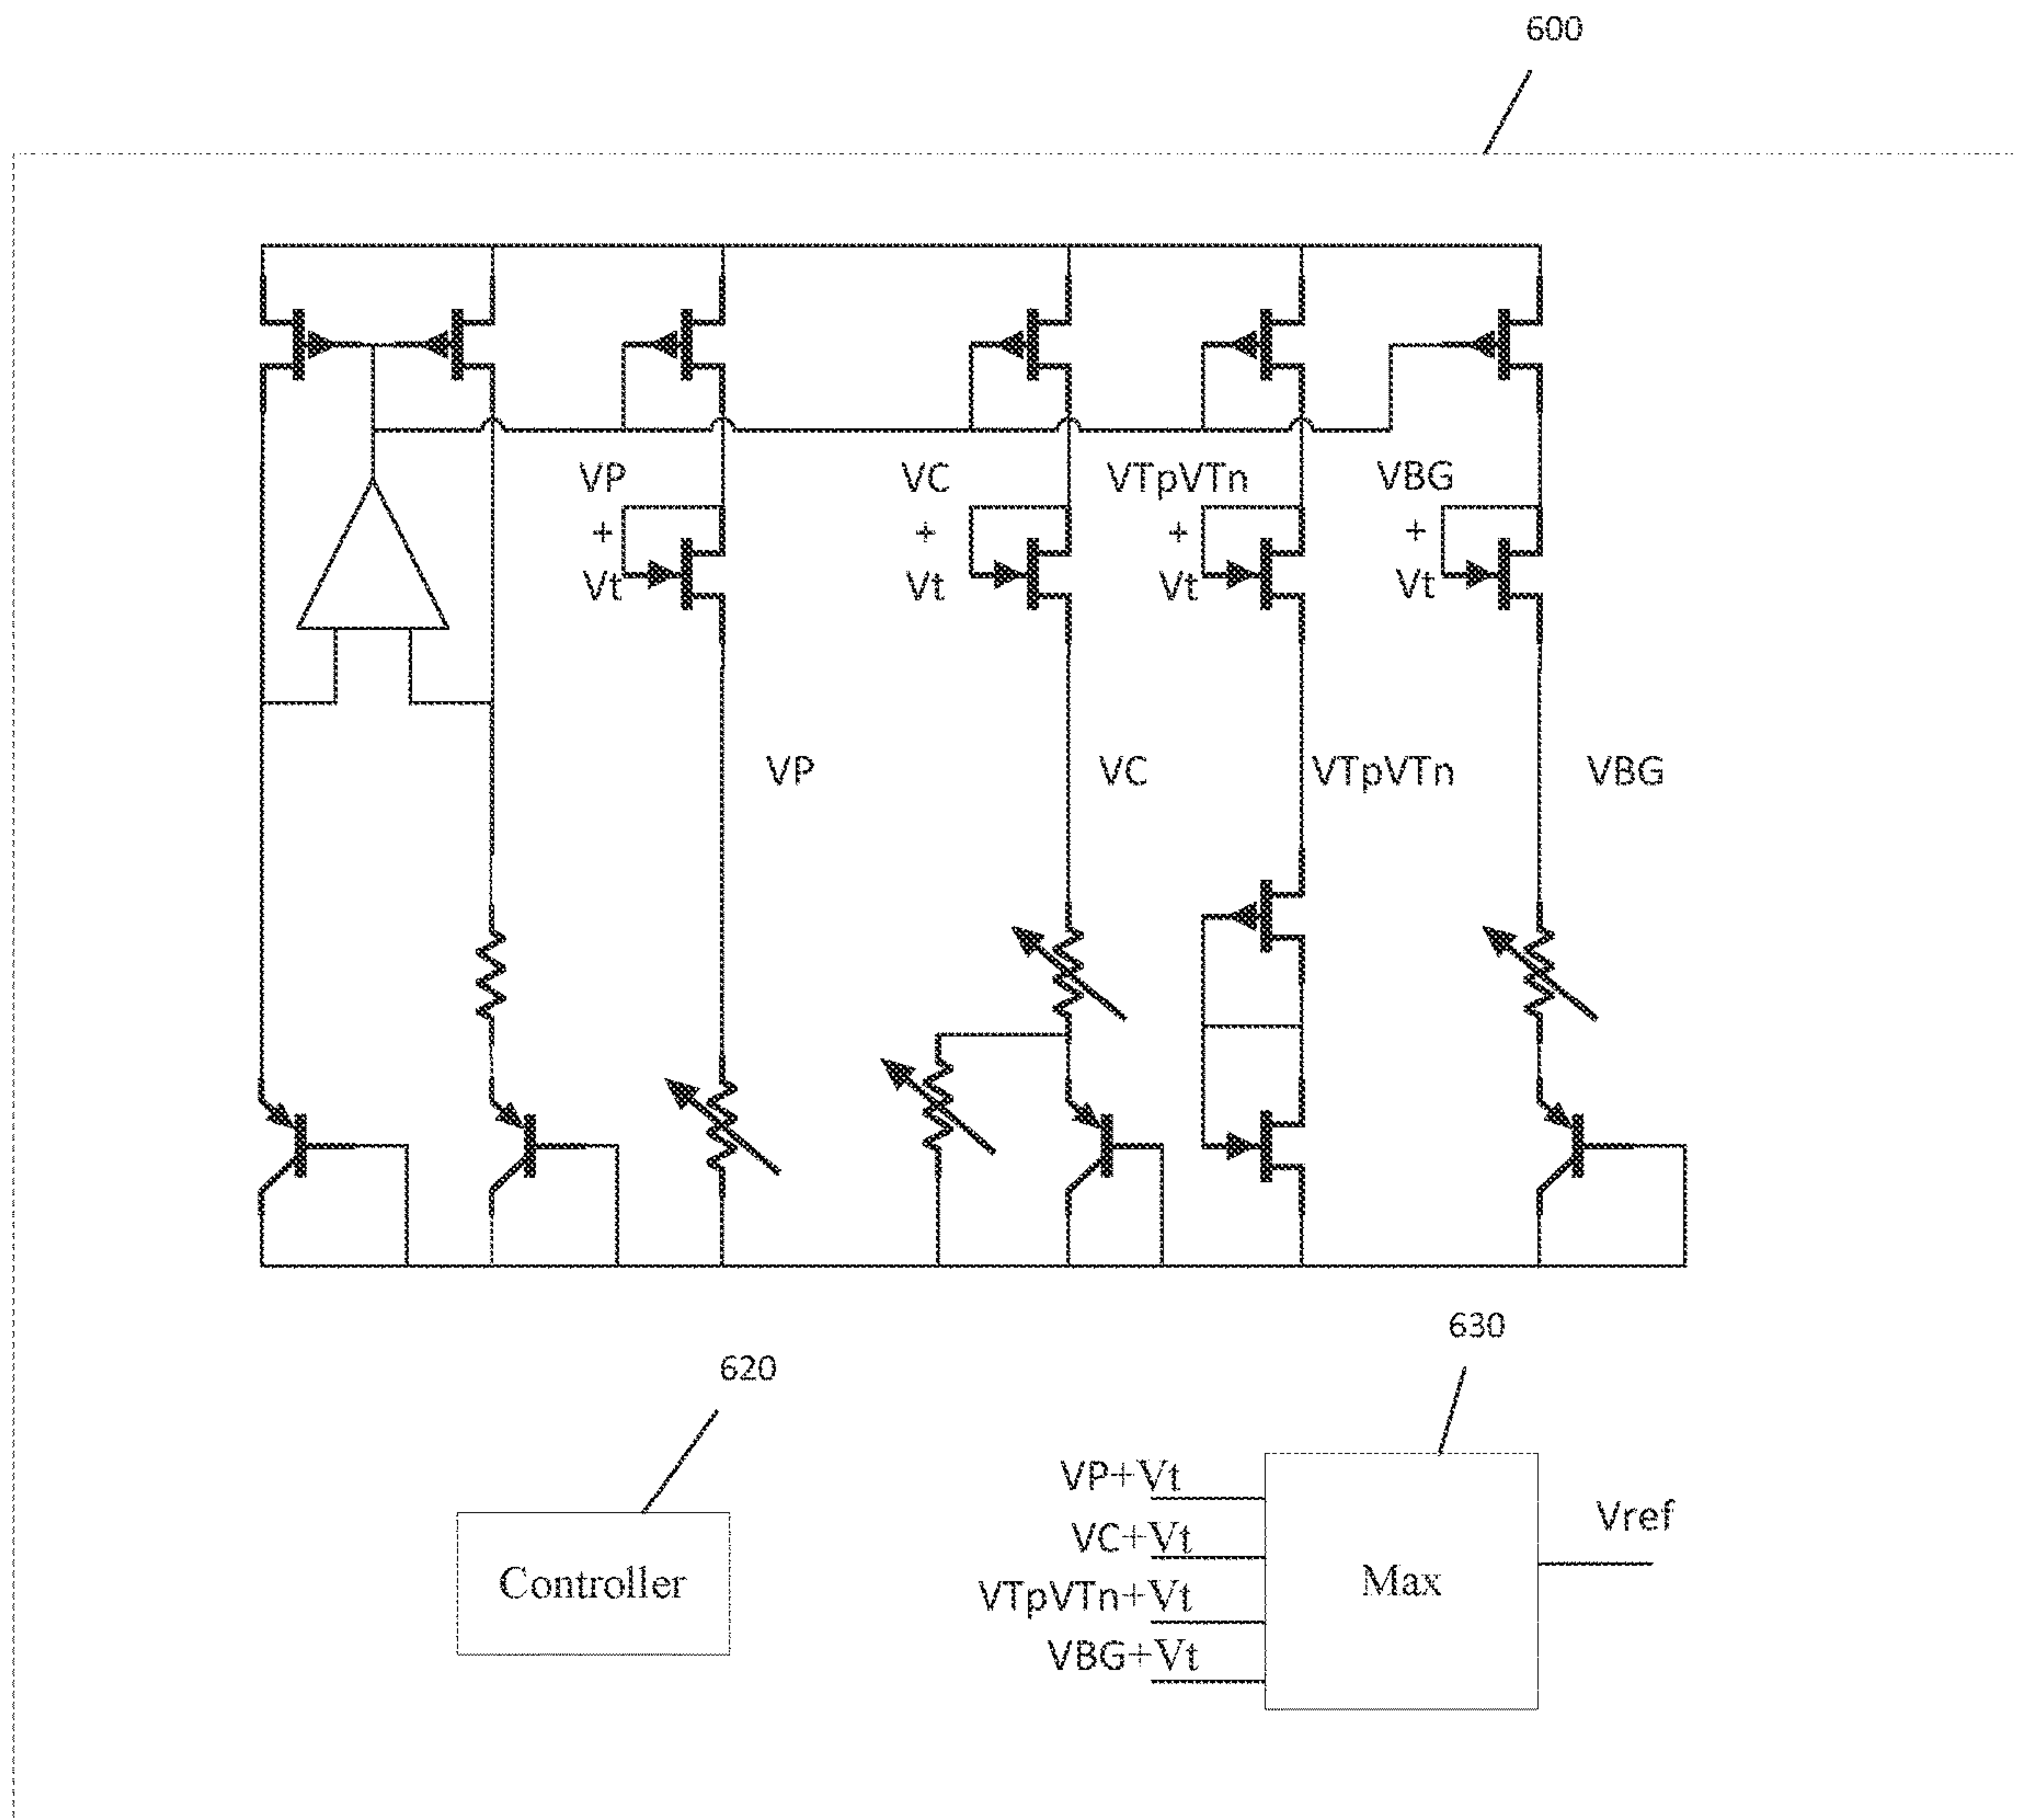 600
VP
+
Vt
VC
+
Vt
VTpVTn
+
Vt
VBG
+
Vt
VP
VC
VTpVTn
VBG
620
Controller
630
VP+Vt
VC+Vt
VTpVTn+Vt
VBG+Vt
Max
Vref